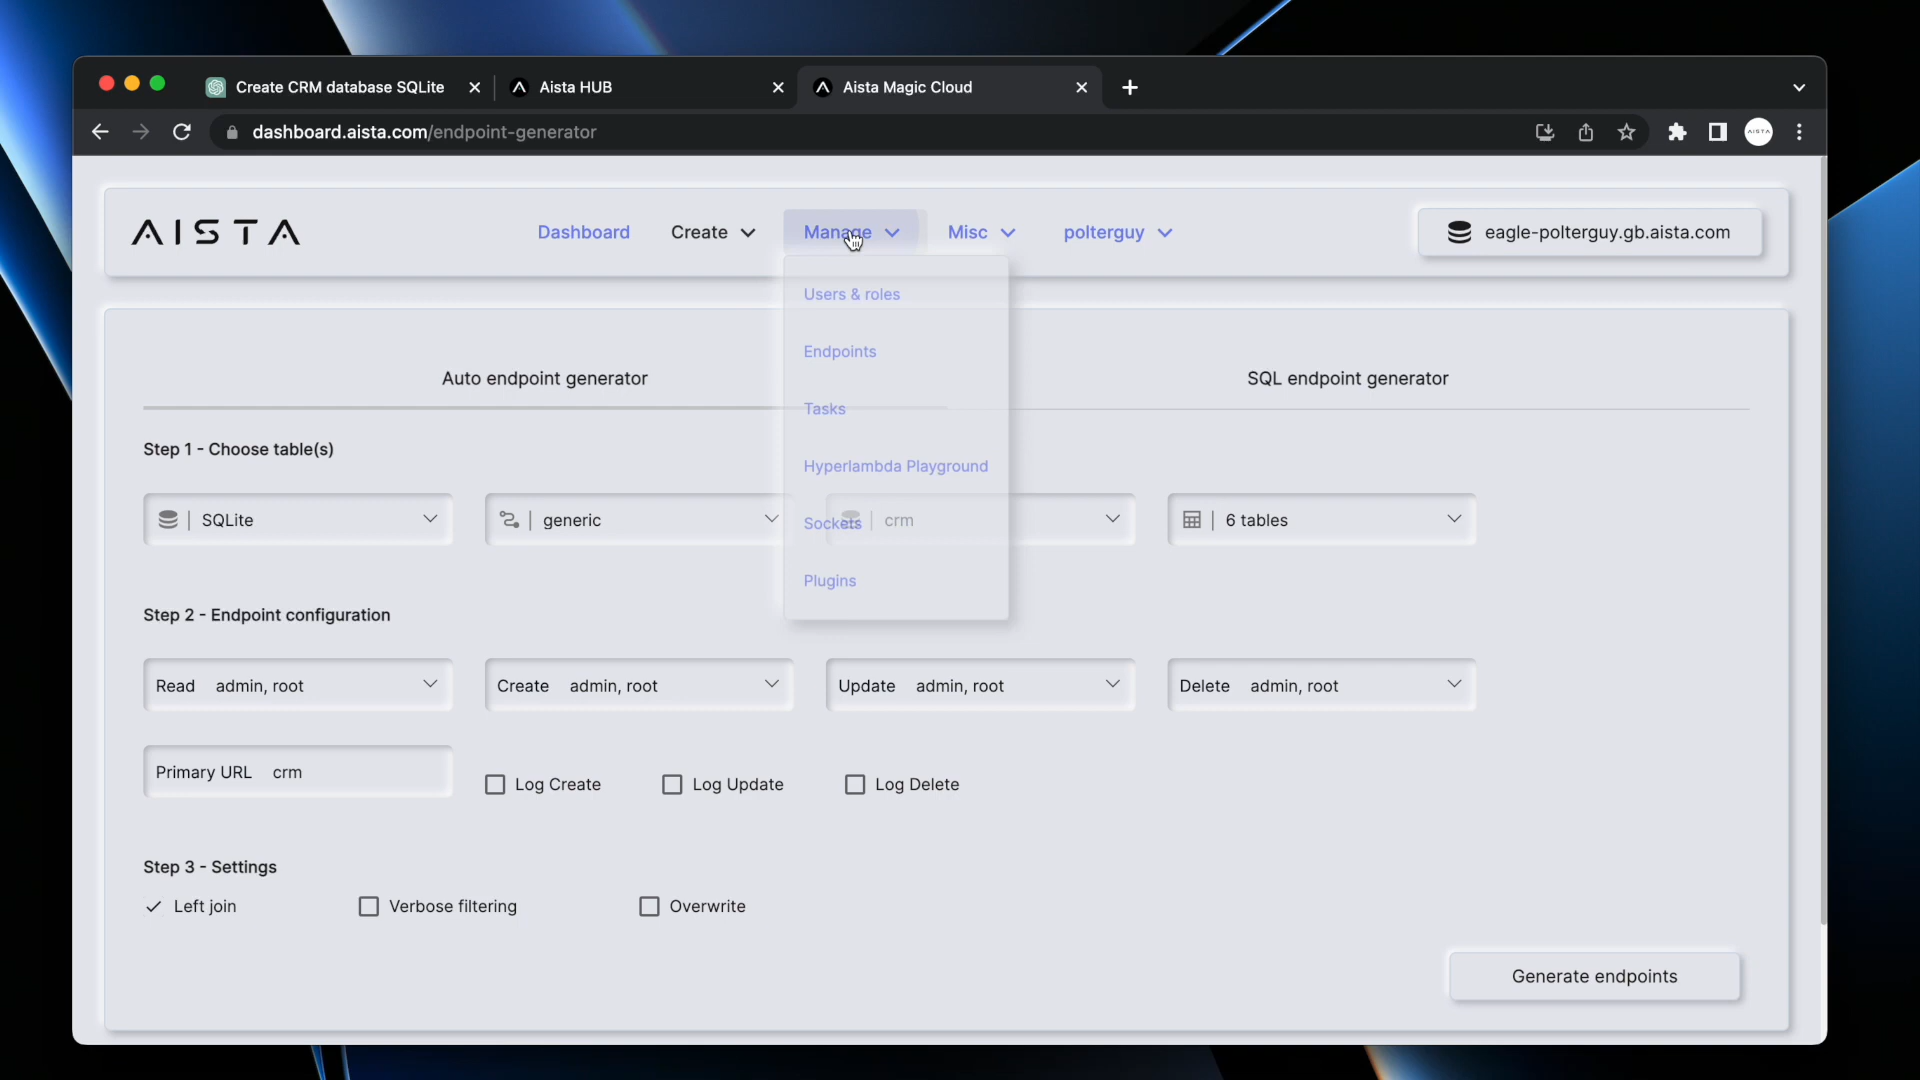 Create CRM database SQLite
Aista HUB
Aista Magic Cloud
dashboard.aista.com/endpoint-generator
AISTA
AISTA
Dashboard
Create
Manage
Misc
polterguy
eagle-polterguy.gb.aista.com
Users & roles
Endpoints
Tasks
Hyperlambda Playground
Sockets
Plugins
Auto endpoint generator
SQL endpoint generator
Step 1 - Choose table(s)
SQLite
generic
crm
6 tables
Step 2 - Endpoint configuration
Read admin, root
Create admin, root
Update admin, root
Delete admin, root
Primary URL crm
Log Create
Log Update
Log Delete
Step 3 - Settings
Left join
Verbose filtering
Overwrite
Generate endpoints